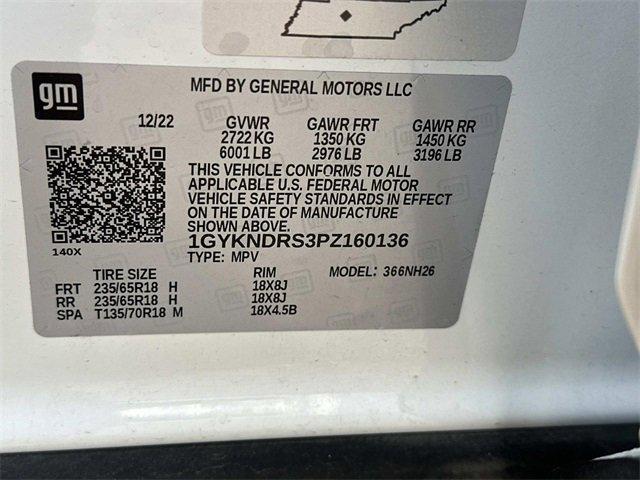 gm
MFD BY GENERAL MOTORS LLC
12/22 GVWR GAWR FRT GAWR RR
2722 KG 1350 KG 1450 KG
6001 LB 2976 LB 3196 LB
THIS VEHICLE CONFORMS TO ALL
APPLICABLE U.S. FEDERAL MOTOR
VEHICLE SAFETY STANDARDS IN EFFECT
ON THE DATE OF MANUFACTURE
SHOWN ABOVE.
140X 1GYKNDRS3PZ160136
TYPE: MPV MODEL: 366NH26
TIRE SIZE RIM
FRT 235/65R18 H 18X8J
RR 235/65R18 H 18X8J
SPA T135/70R18 M 18X4.5B